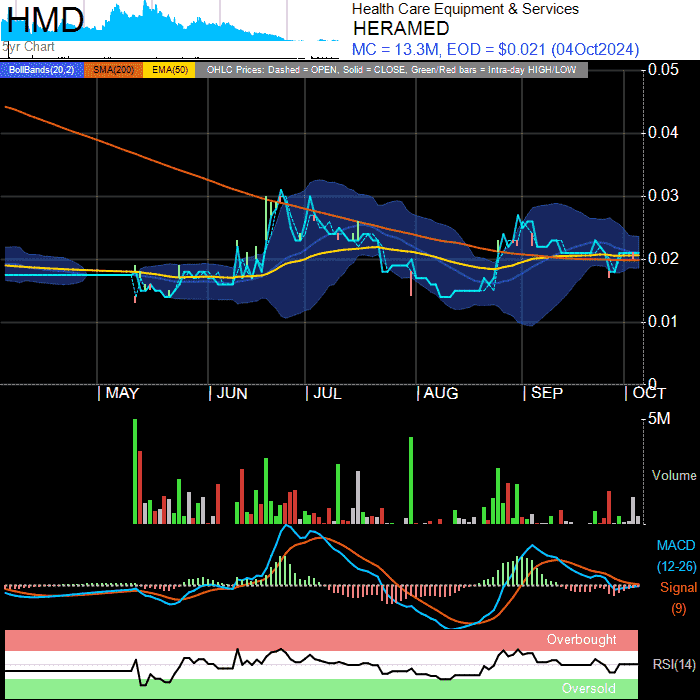 HMD
5yr Chart
Health Care Equipment & Services
HERAMED
MC = 13.3M, EOD = $0.021 (04Oct2024)
BollBands(20,2) SMA(200) EMA(50) OHLC Prices: Dashed = OPEN, Solid = CLOSE, Green/Red bars = Intra-day HIGH/LOW
0.05
0.04
0.03
0.02
0.01
0
| MAY | JUN | JUL | AUG | SEP | OCT
5M
Volume
MACD
(12-26)
Signal
(9)
Overbought
RSI(14)
Oversold